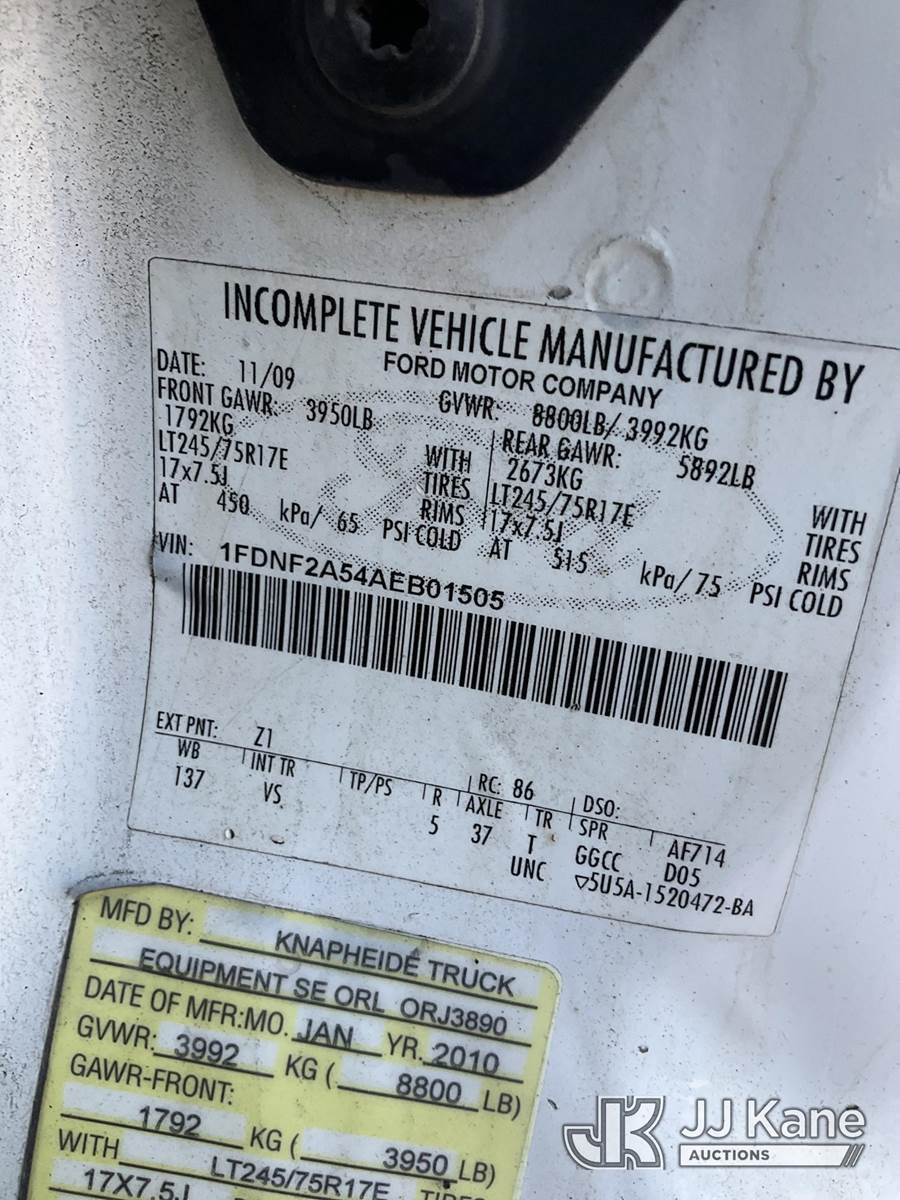 INCOMPLETE VEHICLE MANUFACTURED BY
FORD MOTOR COMPANY
DATE: 11/09 GVWR: 8800LB/ 3992KG
FRONT GAWR: 3950LB REAR GAWR: 5892LB
1792KG WITH 2673KG WITH
LT245/75R17E TIRES LT245/75R17E TIRES
17x7.5J RIMS 17x7.5J RIMS
AT 450 kPa/ 65 PSI COLD AT 515 kPa/ 75 PSI COLD
VIN: 1FDNF2A54AEB01505
EXT PNT: Z1 RC: 86 DSO:
WB INT TR TP/PS R AXLE TR SPR AF714
137 VS 5 37 T GGCC D05
UNC ▽5U5A-1520472-BA
MFD BY: KNAPHEIDE TRUCK
EQUIPMENT SE ORL ORJ3890
DATE OF MFR:MO. JAN YR. 2010
GVWR: 3992 KG ( 8800 LB)
GAWR-FRONT:
1792 KG ( 3950 LB)
WITH LT245/75R17E
17X7.5J
JK JJ Kane
AUCTIONS